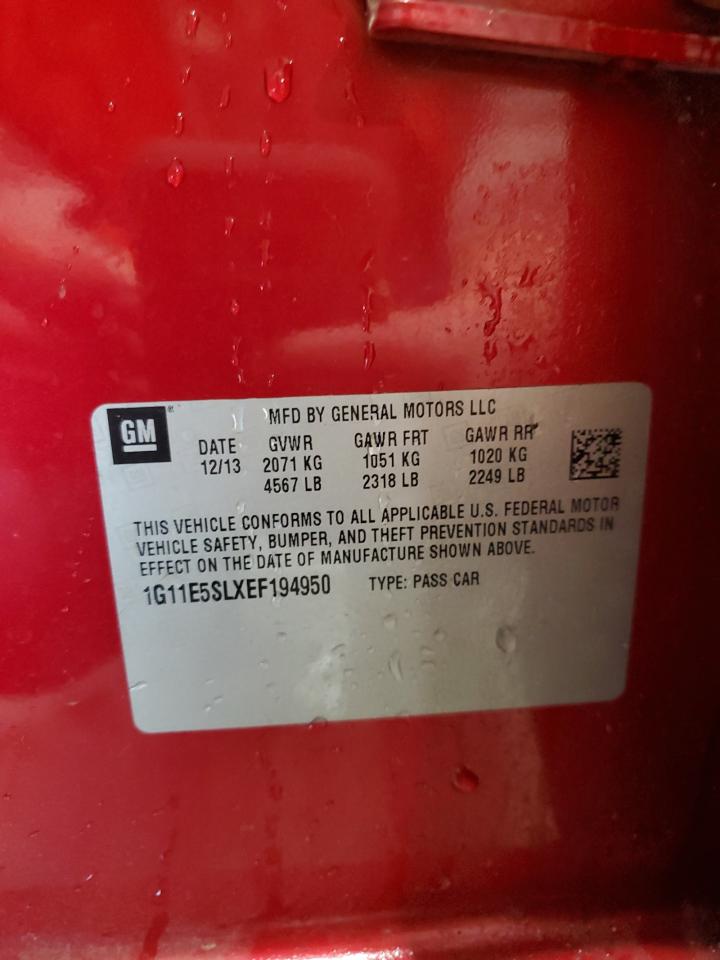 GM®
MFD BY GENERAL MOTORS LLC
DATE GVWR GAWR FRT GAWR RR
12/13 2071 KG 1051 KG 1020 KG
4567 LB 2318 LB 2249 LB
THIS VEHICLE CONFORMS TO ALL APPLICABLE U.S. FEDERAL MOTOR
VEHICLE SAFETY, BUMPER, AND THEFT PREVENTION STANDARDS IN
EFFECT ON THE DATE OF MANUFACTURE SHOWN ABOVE.
1G11E5SLXEF194950 TYPE: PASS CAR